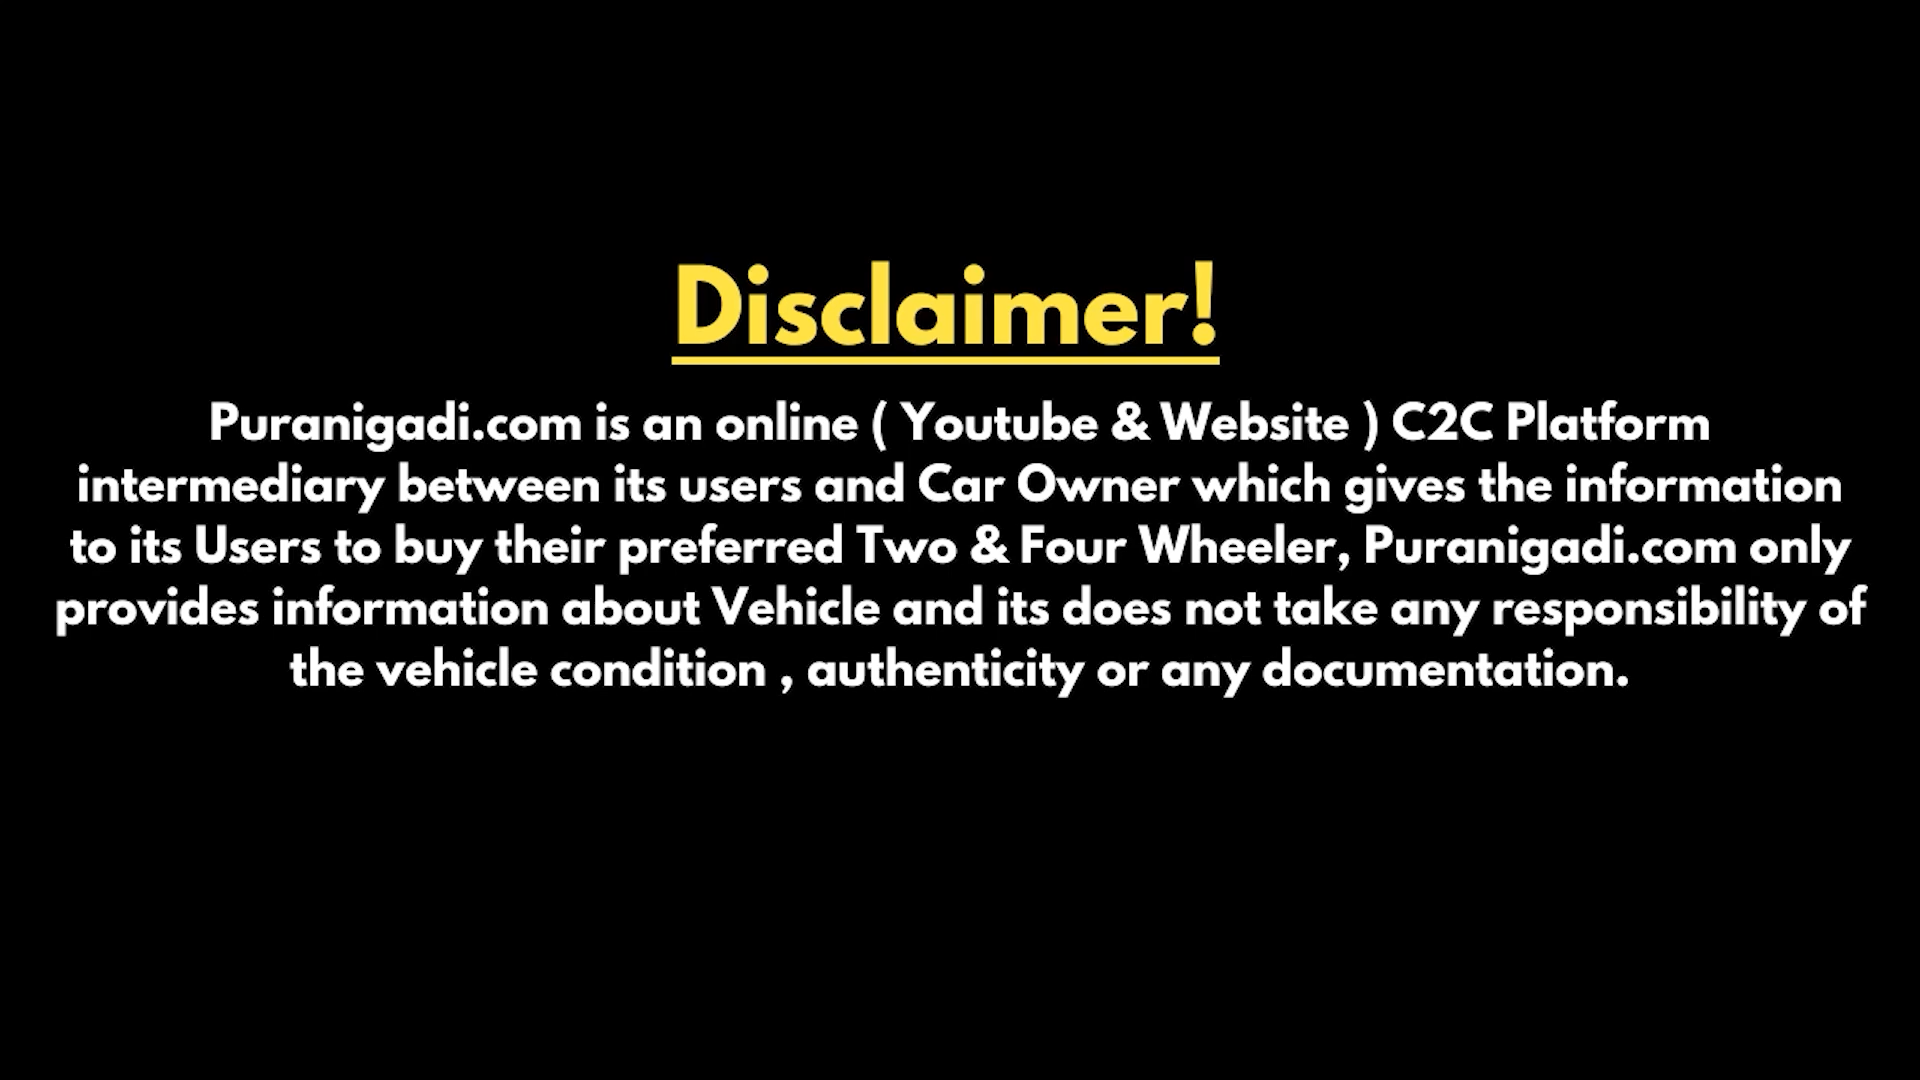 Disclaimer!
Puranigadi.com is an online ( Youtube & Website ) C2C Platform
intermediary between its users and Car Owner which gives the information
to its Users to buy their preferred Two & Four Wheeler, Puranigadi.com only
provides information about Vehicle and its does not take any responsibility of
the vehicle condition , authenticity or any documentation.